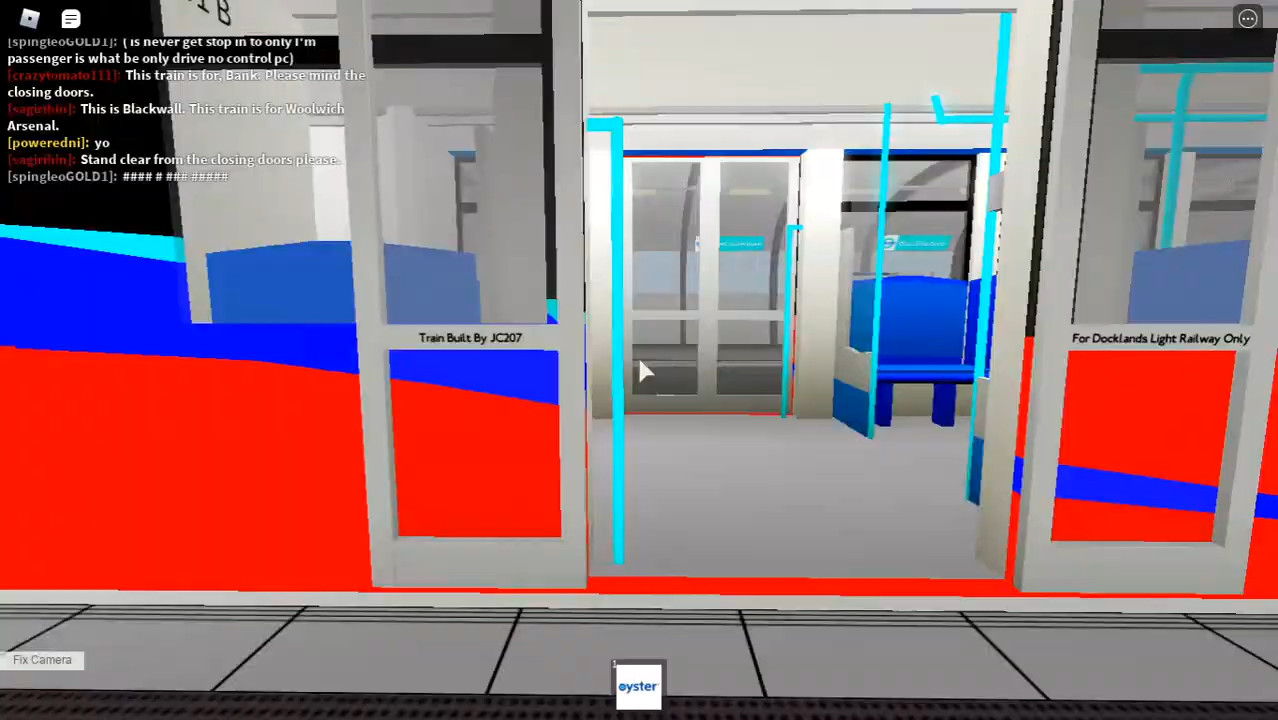 [spingleoGOLD1]: ( is never get stop in to only I'm
passenger is what be only drive no control pc)
[crazytomato111]: This train is for, Bank. Please mind the
closing doors.
[sagirihin]: This is Blackwall. This train is for Woolwich
Arsenal.
[poweredni]: yo
[sagirihin]: Stand clear from the closing doors please.
[spingleoGOLD1]: #### # ### #####
Train Built By JC207
For Docklands Light Railway Only
Fix Camera
1
oyster